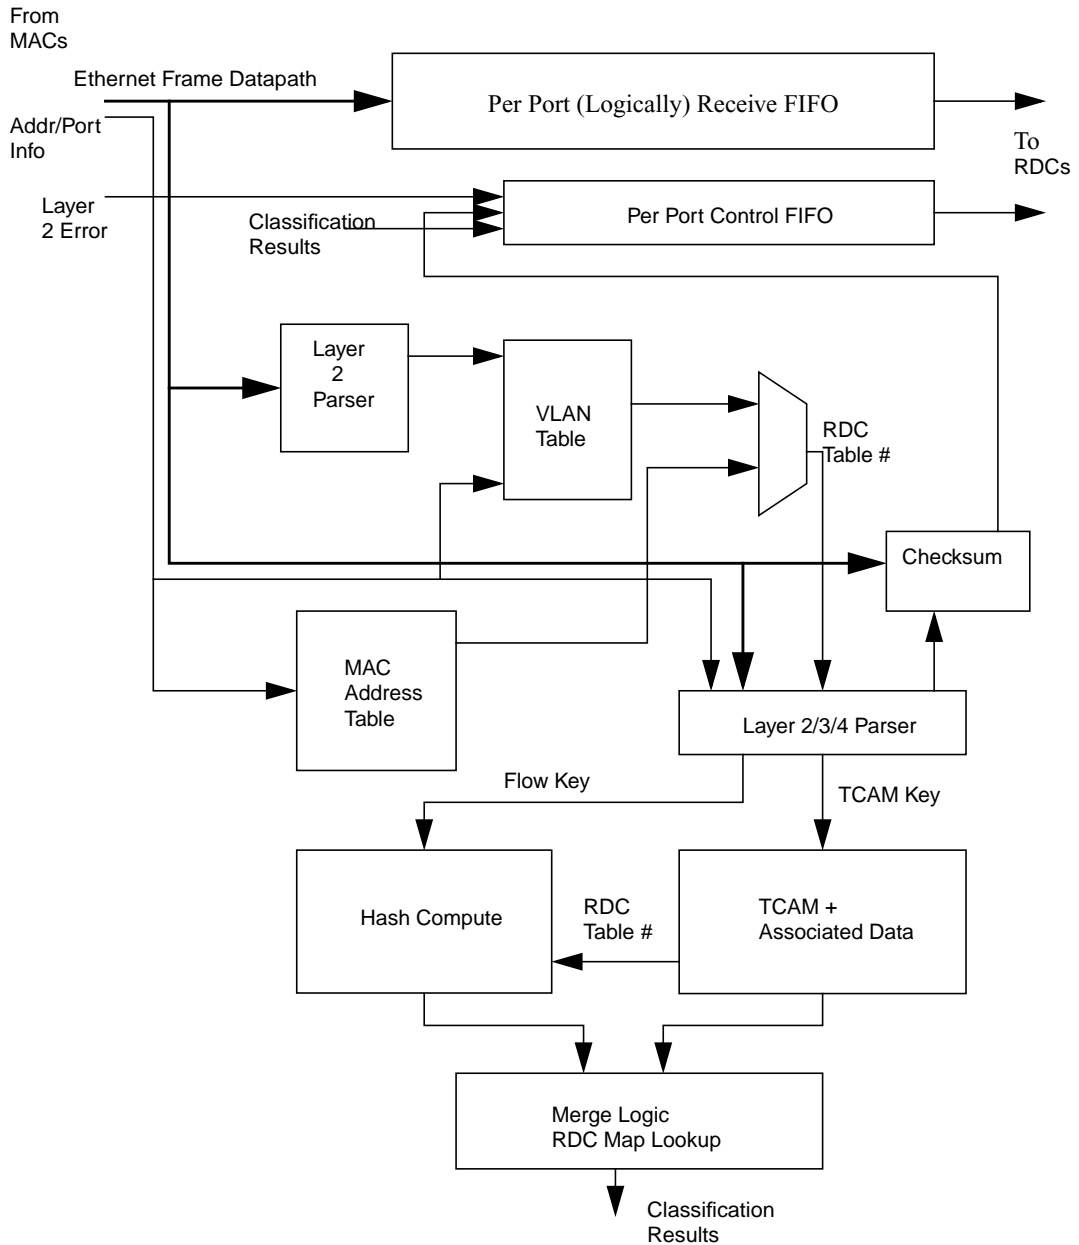 From
MACs
Ethernet Frame Datapath
Per Port (Logically) Receive FIFO
Addr/Port
Info
To
RDCs
Layer
2 Error
Classification
Results
Per Port Control FIFO
Layer
2
Parser
VLAN
Table
RDC
Table #
Checksum
MAC
Address
Table
Layer 2/3/4 Parser
Flow Key
TCAM Key
Hash Compute
RDC
Table #
TCAM +
Associated Data
Merge Logic
RDC Map Lookup
Classification
Results